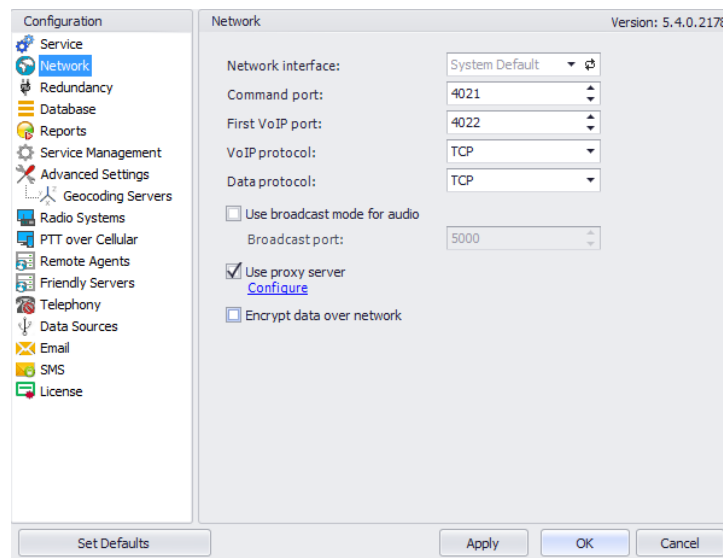 Configuration
Service
Network
Redundancy
Database
Reports
Service Management
Advanced Settings
Geocoding Servers
Radio Systems
PTT over Cellular
Remote Agents
Friendly Servers
Telephony
Data Sources
Email
SMS
License
Network Version: 5.4.0.2178
Network interface: System Default
Command port: 4021
First VoIP port: 4022
VoIP protocol: TCP
Data protocol: TCP
Use broadcast mode for audio
Broadcast port: 5000
Use proxy server
Configure
Encrypt data over network
Set Defaults Apply OK Cancel